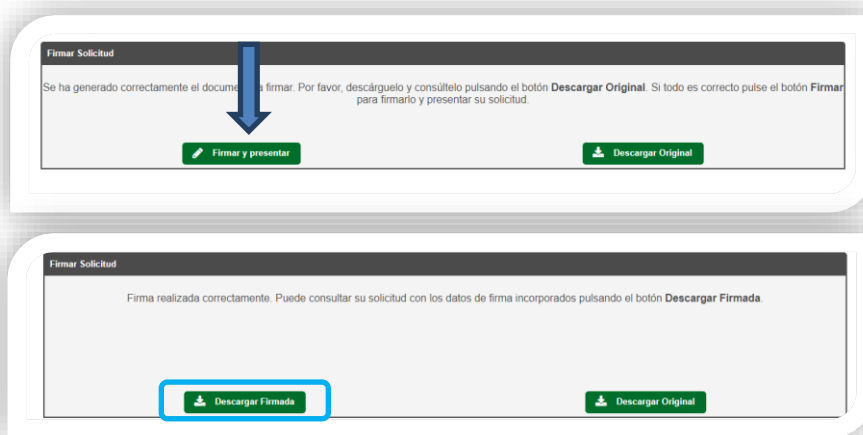 Firmar Solicitud
Se ha generado correctamente el docume a firmar. Por favor, descárguelo y consúltelo pulsando el botón Descargar Original. Si todo es correcto pulse el botón Firmar
para firmarlo y presentar su solicitud.
Firmar y presentar
Descargar Original
Firmar Solicitud
Firma realizada correctamente. Puede consultar su solicitud con los datos de firma incorporados pulsando el botón Descargar Firmada.
Descargar Firmada
Descargar Original